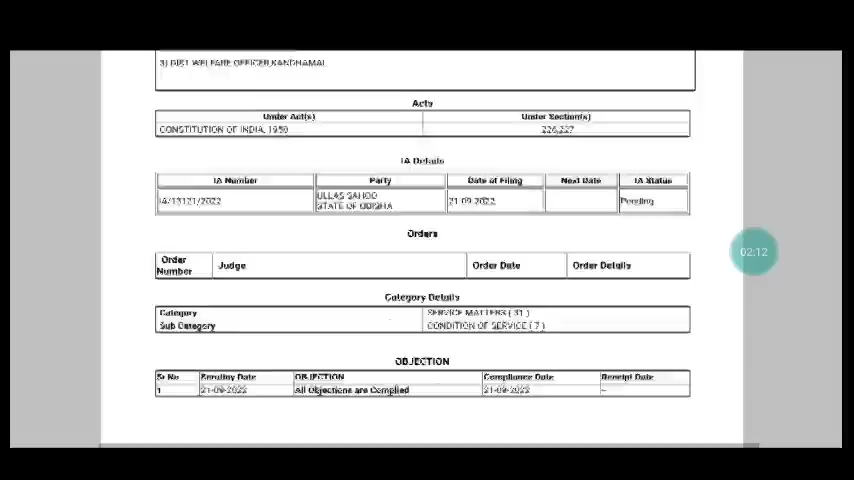 3) DIST WELFARE OFFICER,KANDHAMAL
Acts
Under Act(s) Under Section(s)
CONSTITUTION OF INDIA, 1950 226,227
IA Details
IA Number Party Date of Filing Next Date IA Status
IA/13121/2022 ULLAS SAHOO 21-09-2022 Pending
STATE OF ODISHA
Orders
Order Number Judge Order Date Order Details
02:12
Category Details
Category SERVICE MATTERS ( 31 )
Sub Category CONDITION OF SERVICE ( 7 )
OBJECTION
Sr No Scrutiny Date OBJECTION Compliance Date Receipt Date
1 21-09-2022 All Objections are Complied 21-09-2022 --